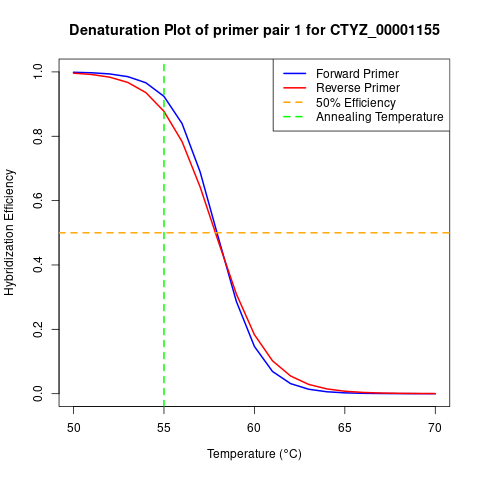 Denaturation Plot of primer pair 1 for CTYZ_00001155
Forward Primer
Reverse Primer
50% Efficiency
Annealing Temperature
Hybridization Efficiency
1.0
0.8
0.6
0.4
0.2
0.0
50
55
60
65
70
Temperature (°C)